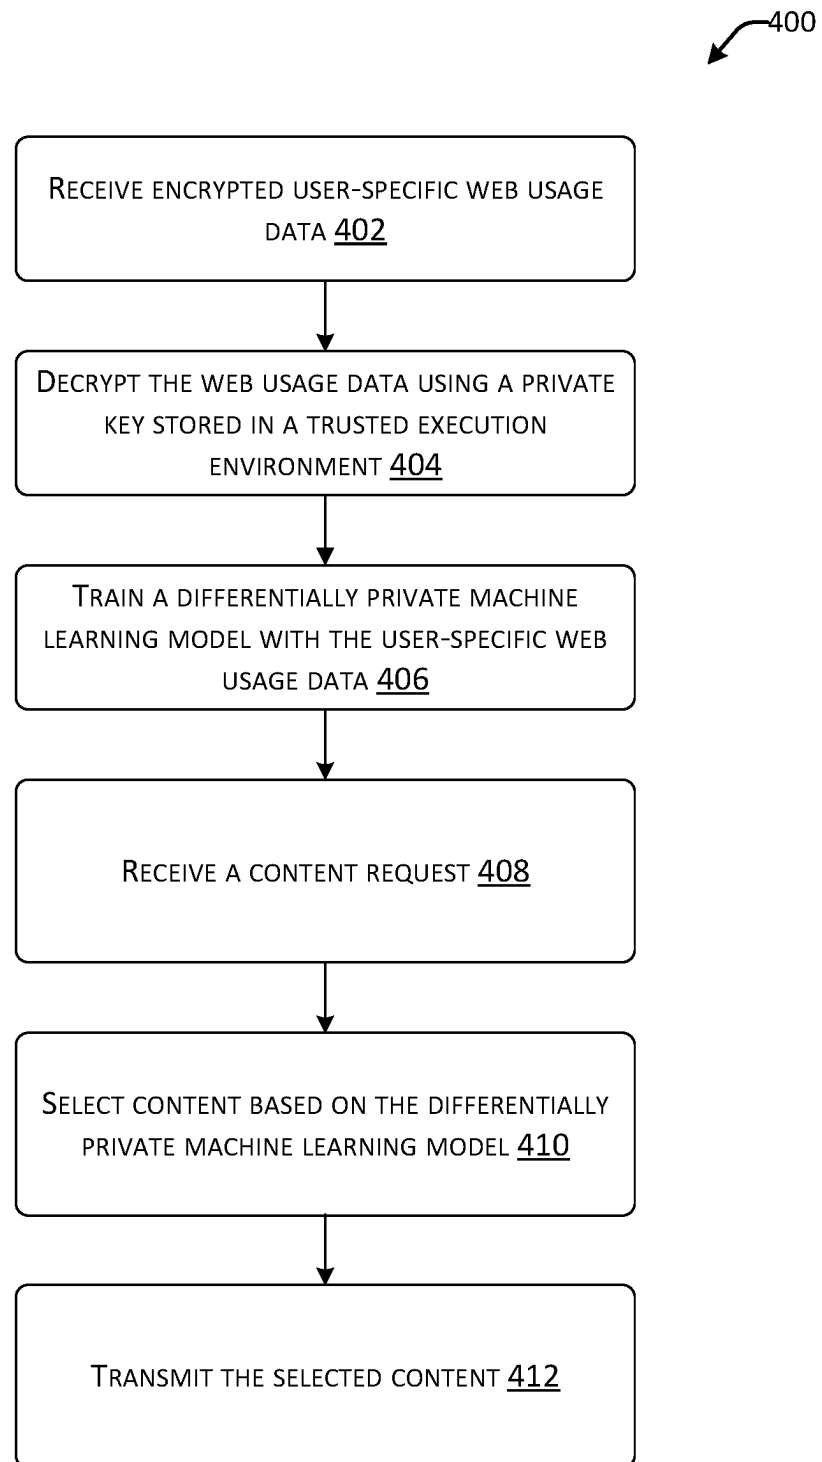 400
RECEIVE ENCRYPTED USER-SPECIFIC WEB USAGE
DATA 402
DECRYPT THE WEB USAGE DATA USING A PRIVATE
KEY STORED IN A TRUSTED EXECUTION
ENVIRONMENT 404
TRAIN A DIFFERENTIALLY PRIVATE MACHINE
LEARNING MODEL WITH THE USER-SPECIFIC WEB
USAGE DATA 406
RECEIVE A CONTENT REQUEST 408
SELECT CONTENT BASED ON THE DIFFERENTIALLY
PRIVATE MACHINE LEARNING MODEL 410
TRANSMIT THE SELECTED CONTENT 412